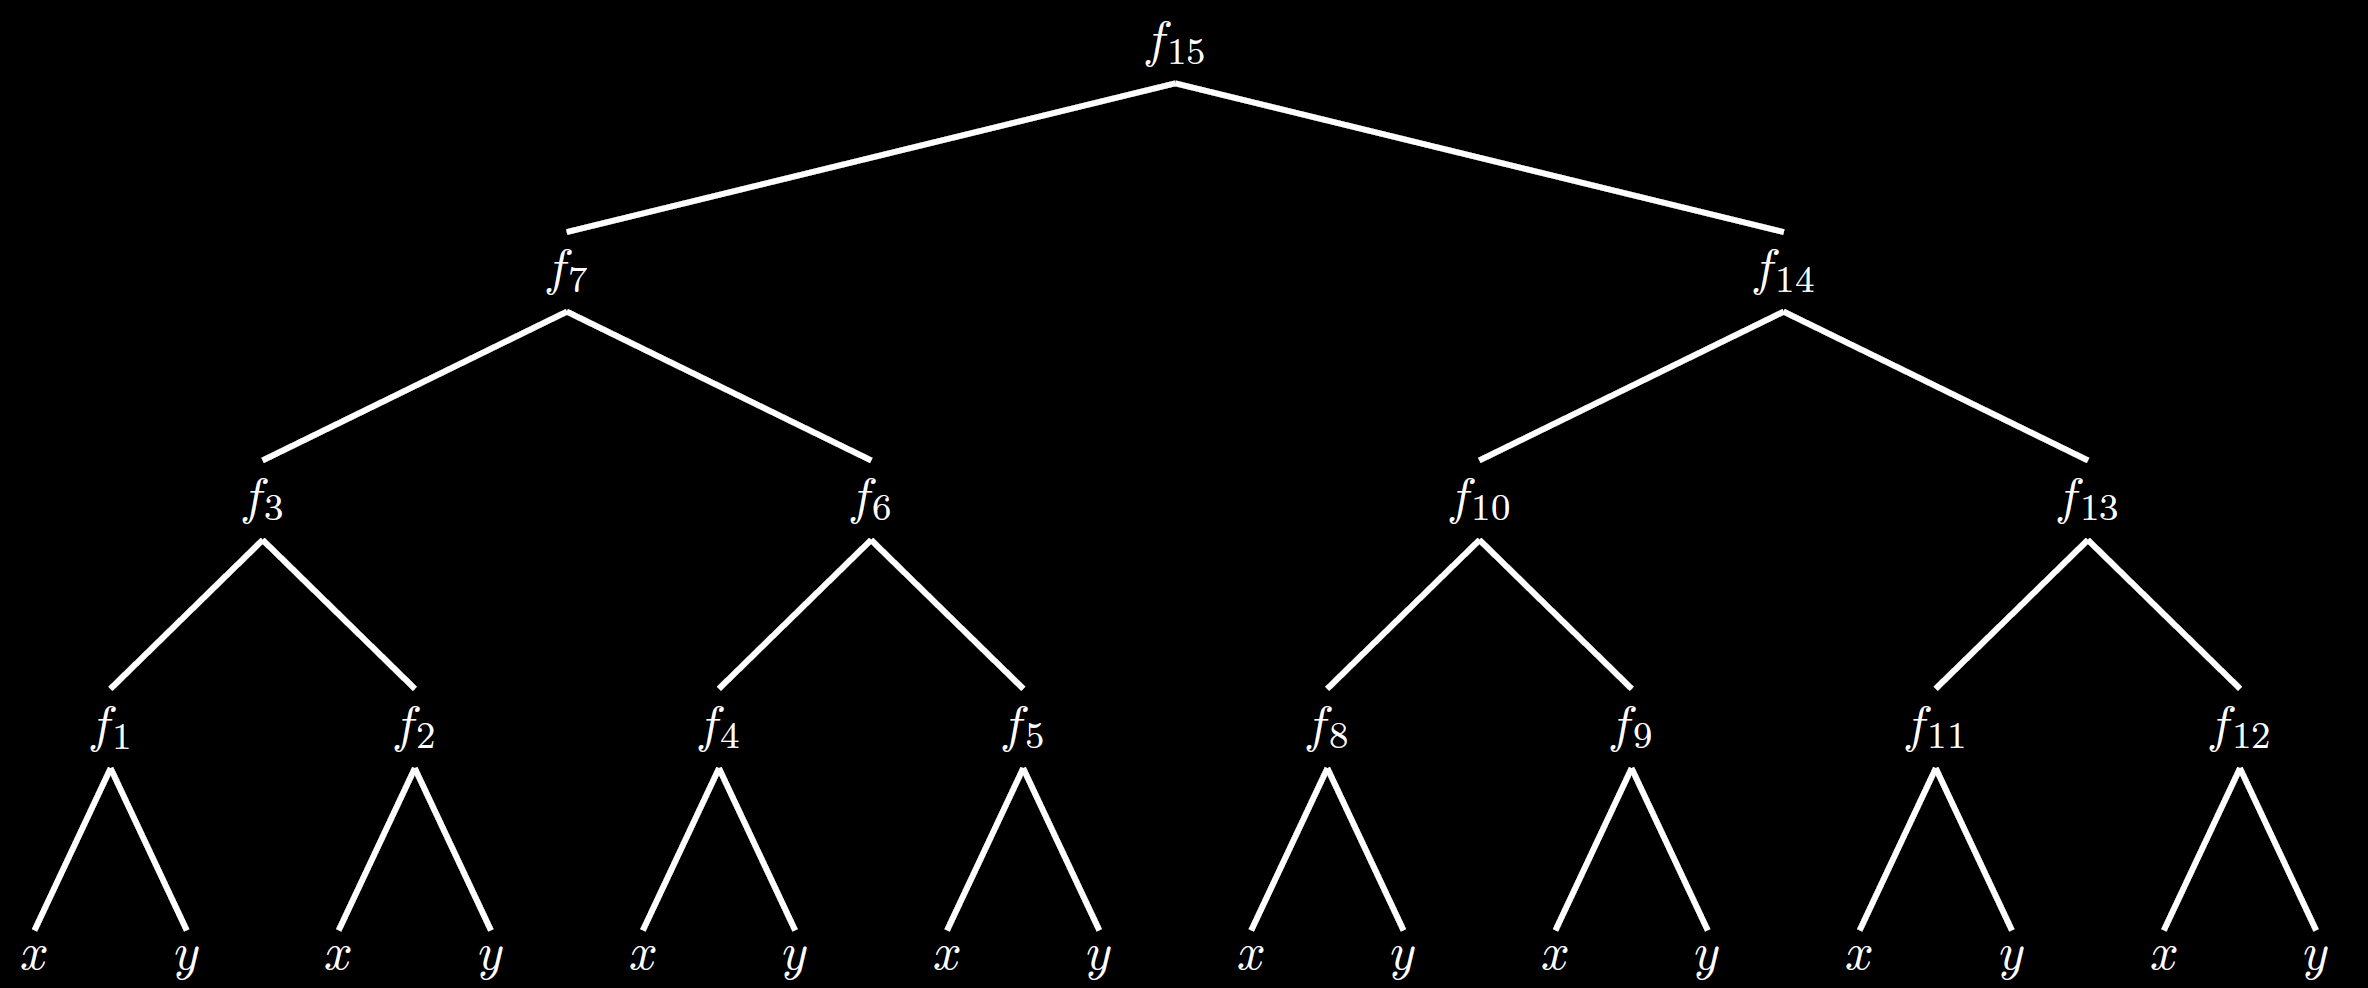 f₁₅
f₇ f₁₄
f₃ f₆ f₁₀ f₁₃
f₁ f₂ f₄ f₅ f₈ f₉ f₁₁ f₁₂
x y x y x y x y x y x y x y x y